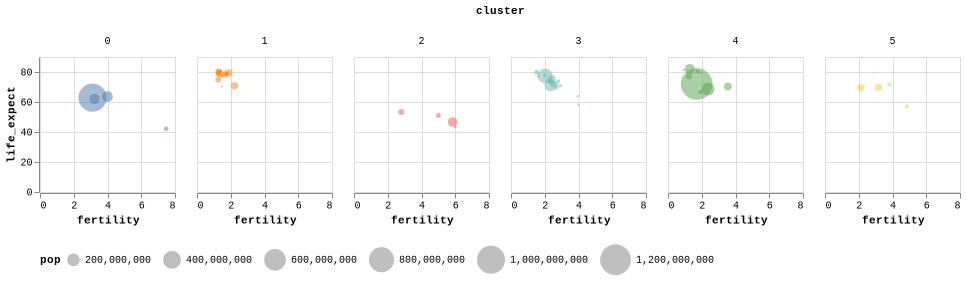 cluster
0 1 2 3 4 5
life_expect
80
60
40
20
0
0 2 4 6 8 0 2 4 6 8 0 2 4 6 8 0 2 4 6 8 0 2 4 6 8 0 2 4 6 8
fertility fertility fertility fertility fertility fertility
pop 200,000,000 400,000,000 600,000,000 800,000,000 1,000,000,000 1,200,000,000